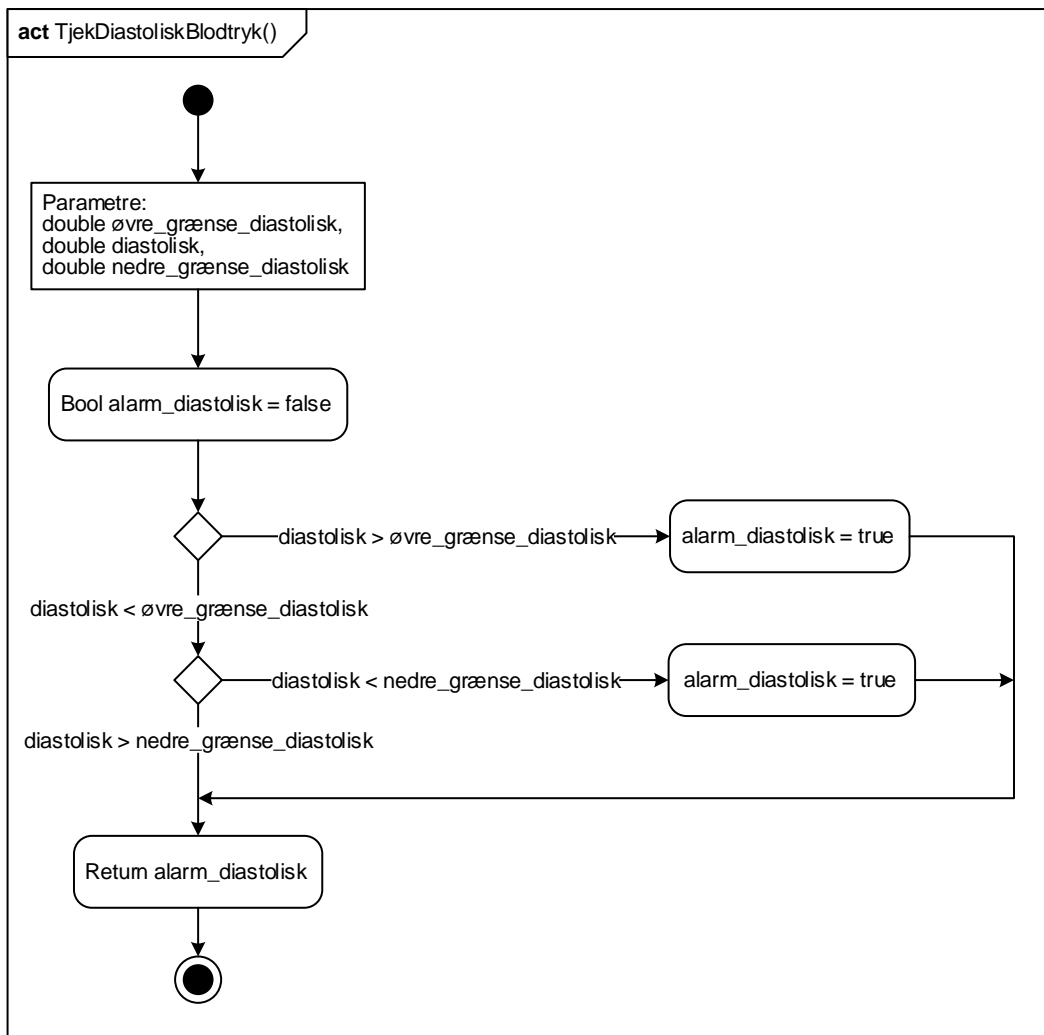 act TjekDiastoliskBlodtryk()
Parametre:
double øvre_grænse_diastolisk,
double diastolisk,
double nedre_grænse_diastolisk
Bool alarm_diastolisk = false
diastolisk > øvre_grænse_diastolisk
alarm_diastolisk = true
diastolisk < øvre_grænse_diastolisk
diastolisk < nedre_grænse_diastolisk
alarm_diastolisk = true
diastolisk > nedre_grænse_diastolisk
Return alarm_diastolisk